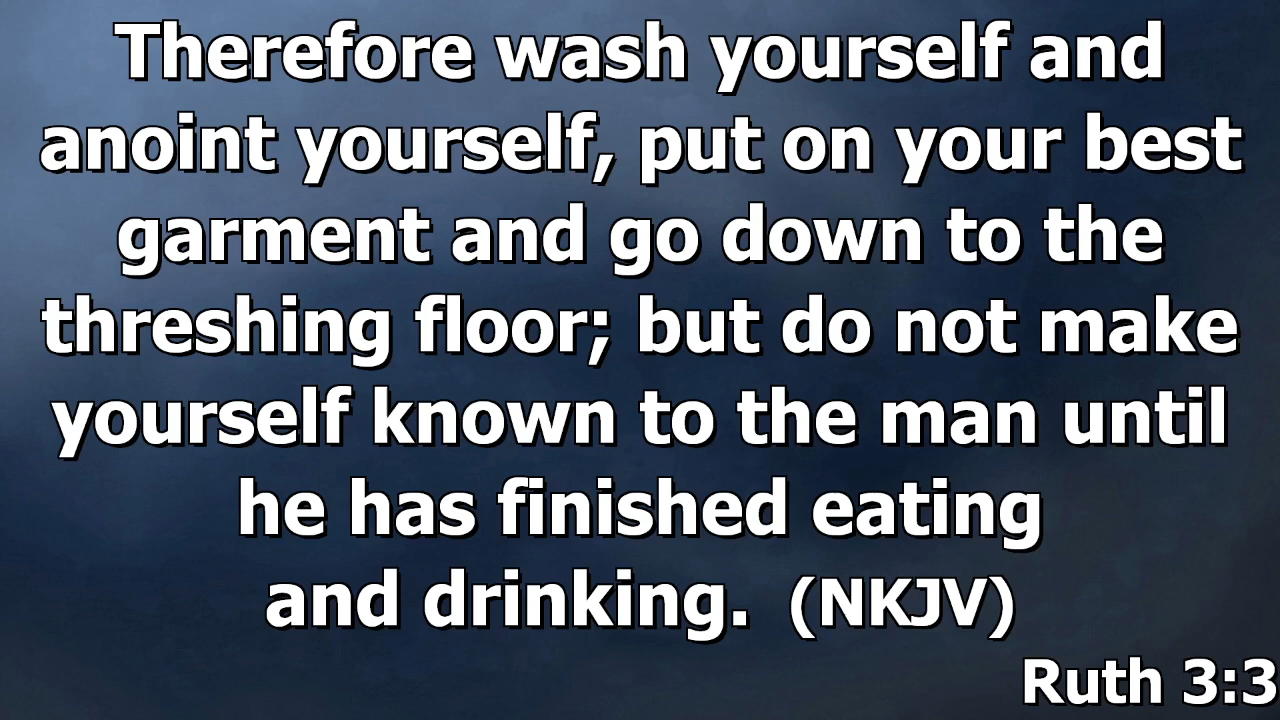 Therefore wash yourself and
anoint yourself, put on your best
garment and go down to the
threshing floor; but do not make
yourself known to the man until
he has finished eating
and drinking. (NKJV)
Ruth 3:3